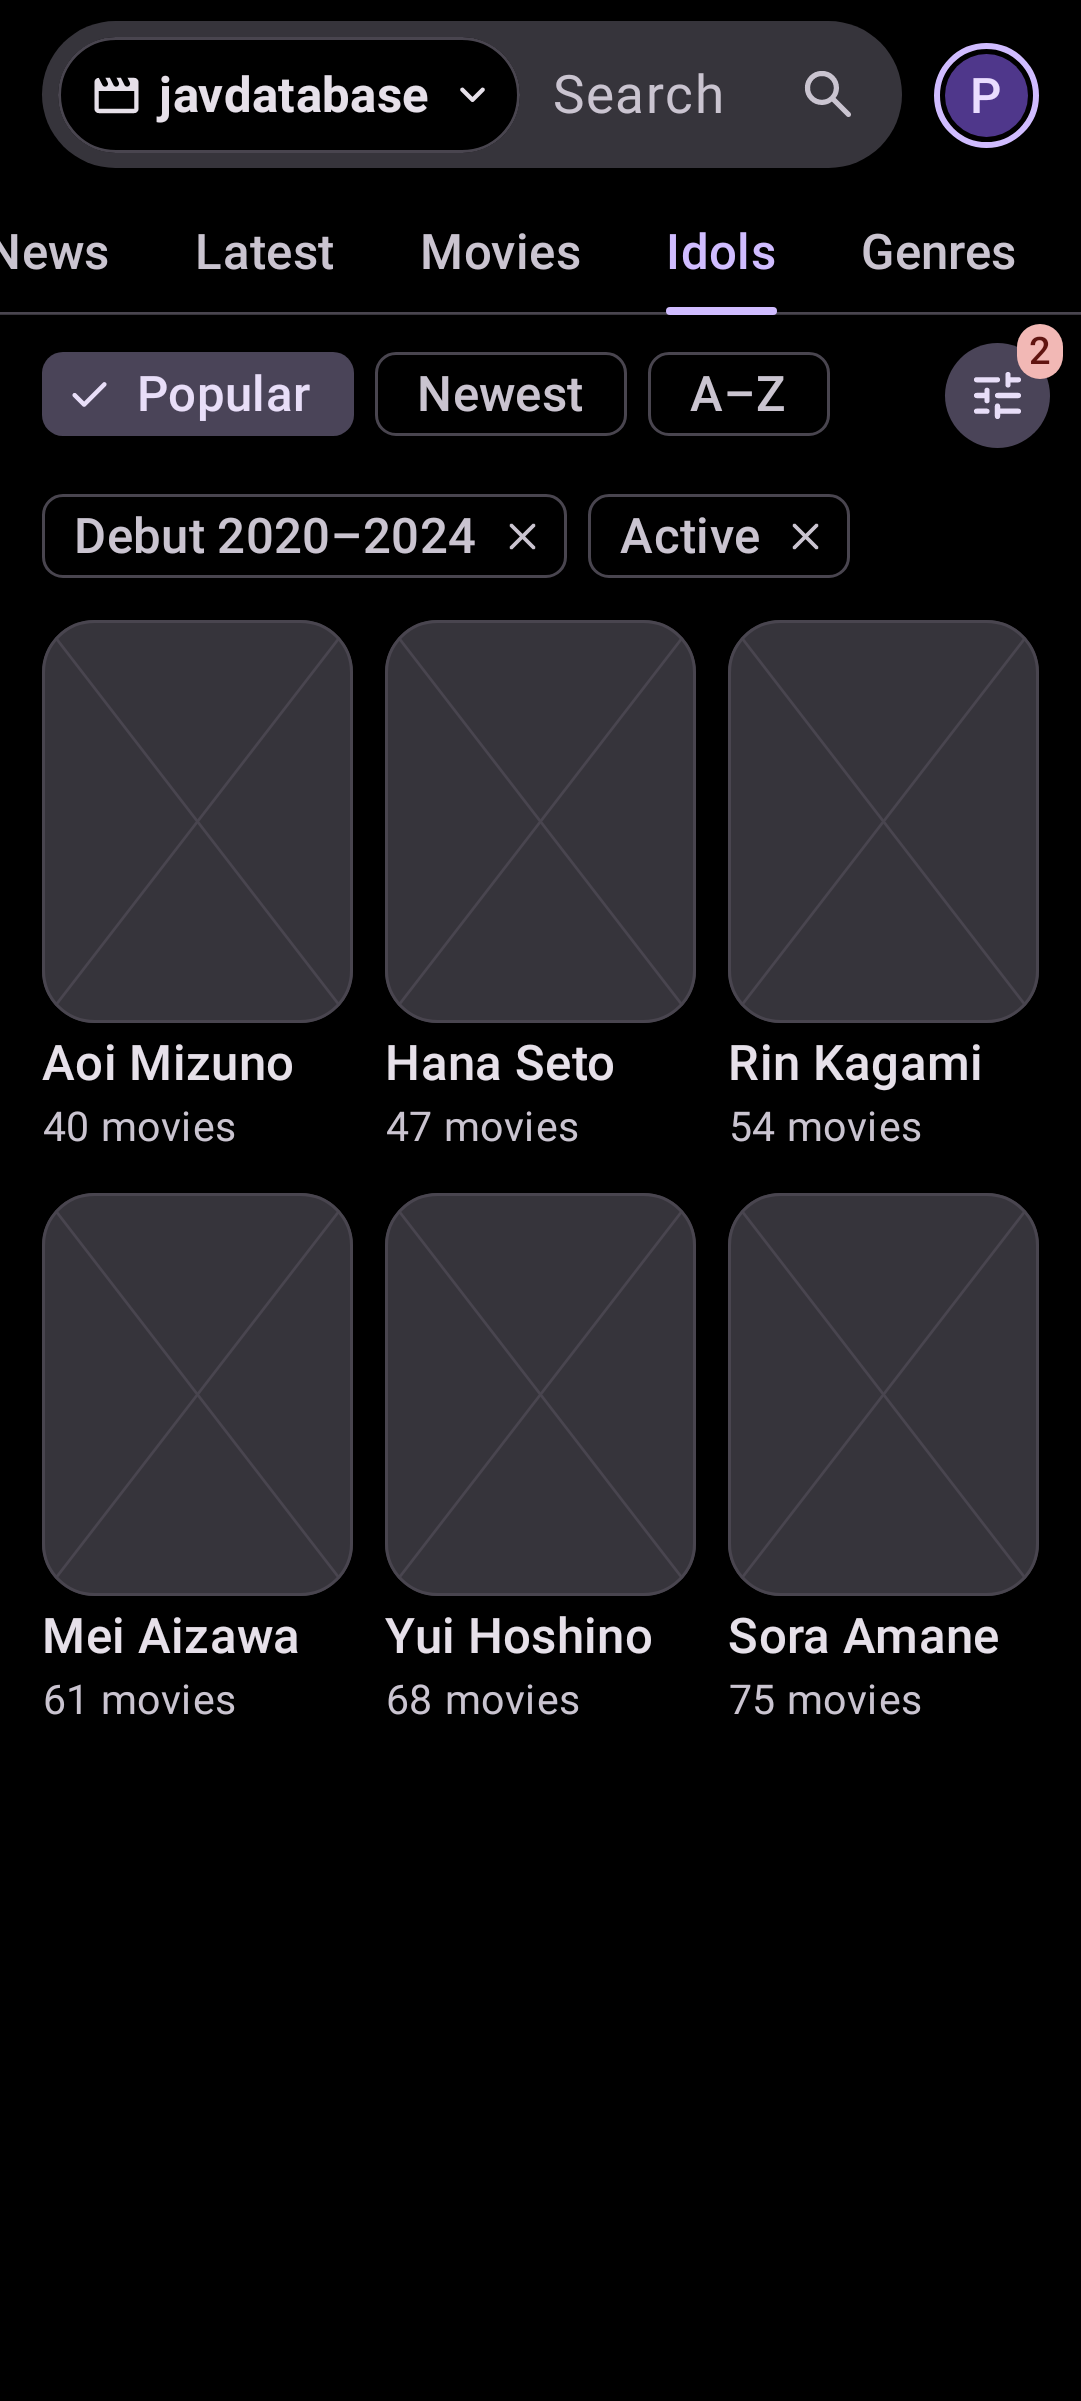 javdatabase Search P
News Latest Movies Idols Genres
2
Popular Newest A–Z
Debut 2020–2024 Active
Aoi Mizuno Hana Seto Rin Kagami
40 movies 47 movies 54 movies
Mei Aizawa Yui Hoshino Sora Amane
61 movies 68 movies 75 movies